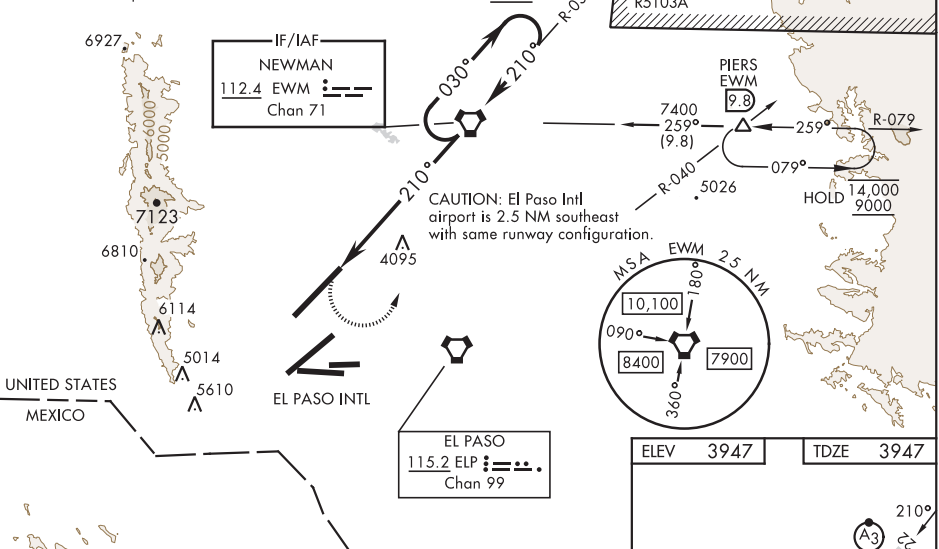 R5103A
6927
IF/IAF
NEWMAN
112.4 EWM
Chan 71
030°
210°
PIERS
EWM
9.8
7400
259°
(9.8)
259°
R-079
079°
R-040
5026
HOLD
14,000
9000
6000
5000
7123
6810
210°
CAUTION: El Paso Intl
airport is 2.5 NM southeast
with same runway configuration.
4095
MSA EWM 25 NM
180°
10,100
090°
8400
7900
360°
6114
5014
5610
UNITED STATES
MEXICO
EL PASO INTL
EL PASO
115.2 ELP
Chan 99
ELEV 3947
TDZE 3947
210°
A3
22